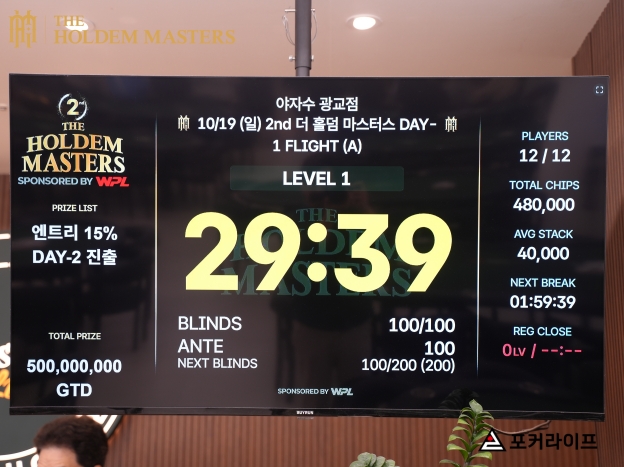 THE
HOLDEM MASTERS
2nd
THE
HOLDEM
MASTERS
SPONSORED BY WPL
PRIZE LIST
엔트리 15%
DAY-2 진출
TOTAL PRIZE
500,000,000
GTD
야자수 광교점
10/19 (일) 2nd 더 홀덤 마스터스 DAY-
1 FLIGHT (A)
LEVEL 1
THE
HOLDEM
MASTERS
29:39
BLINDS 100/100
ANTE 100
NEXT BLINDS 100/200 (200)
SPONSORED BY WPL
PLAYERS
12 / 12
TOTAL CHIPS
480,000
AVG STACK
40,000
NEXT BREAK
01:59:39
REG CLOSE
0LV / --:--
포커라이프